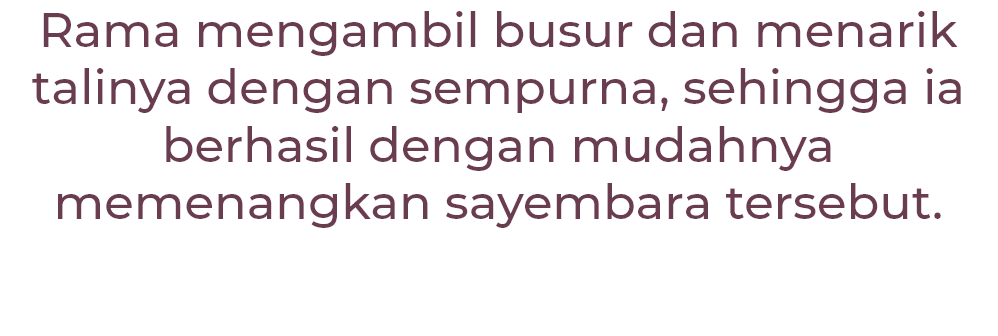 Rama mengambil busur dan menarik
talinya dengan sempurna, sehingga ia
berhasil dengan mudahnya
memenangkan sayembara tersebut.